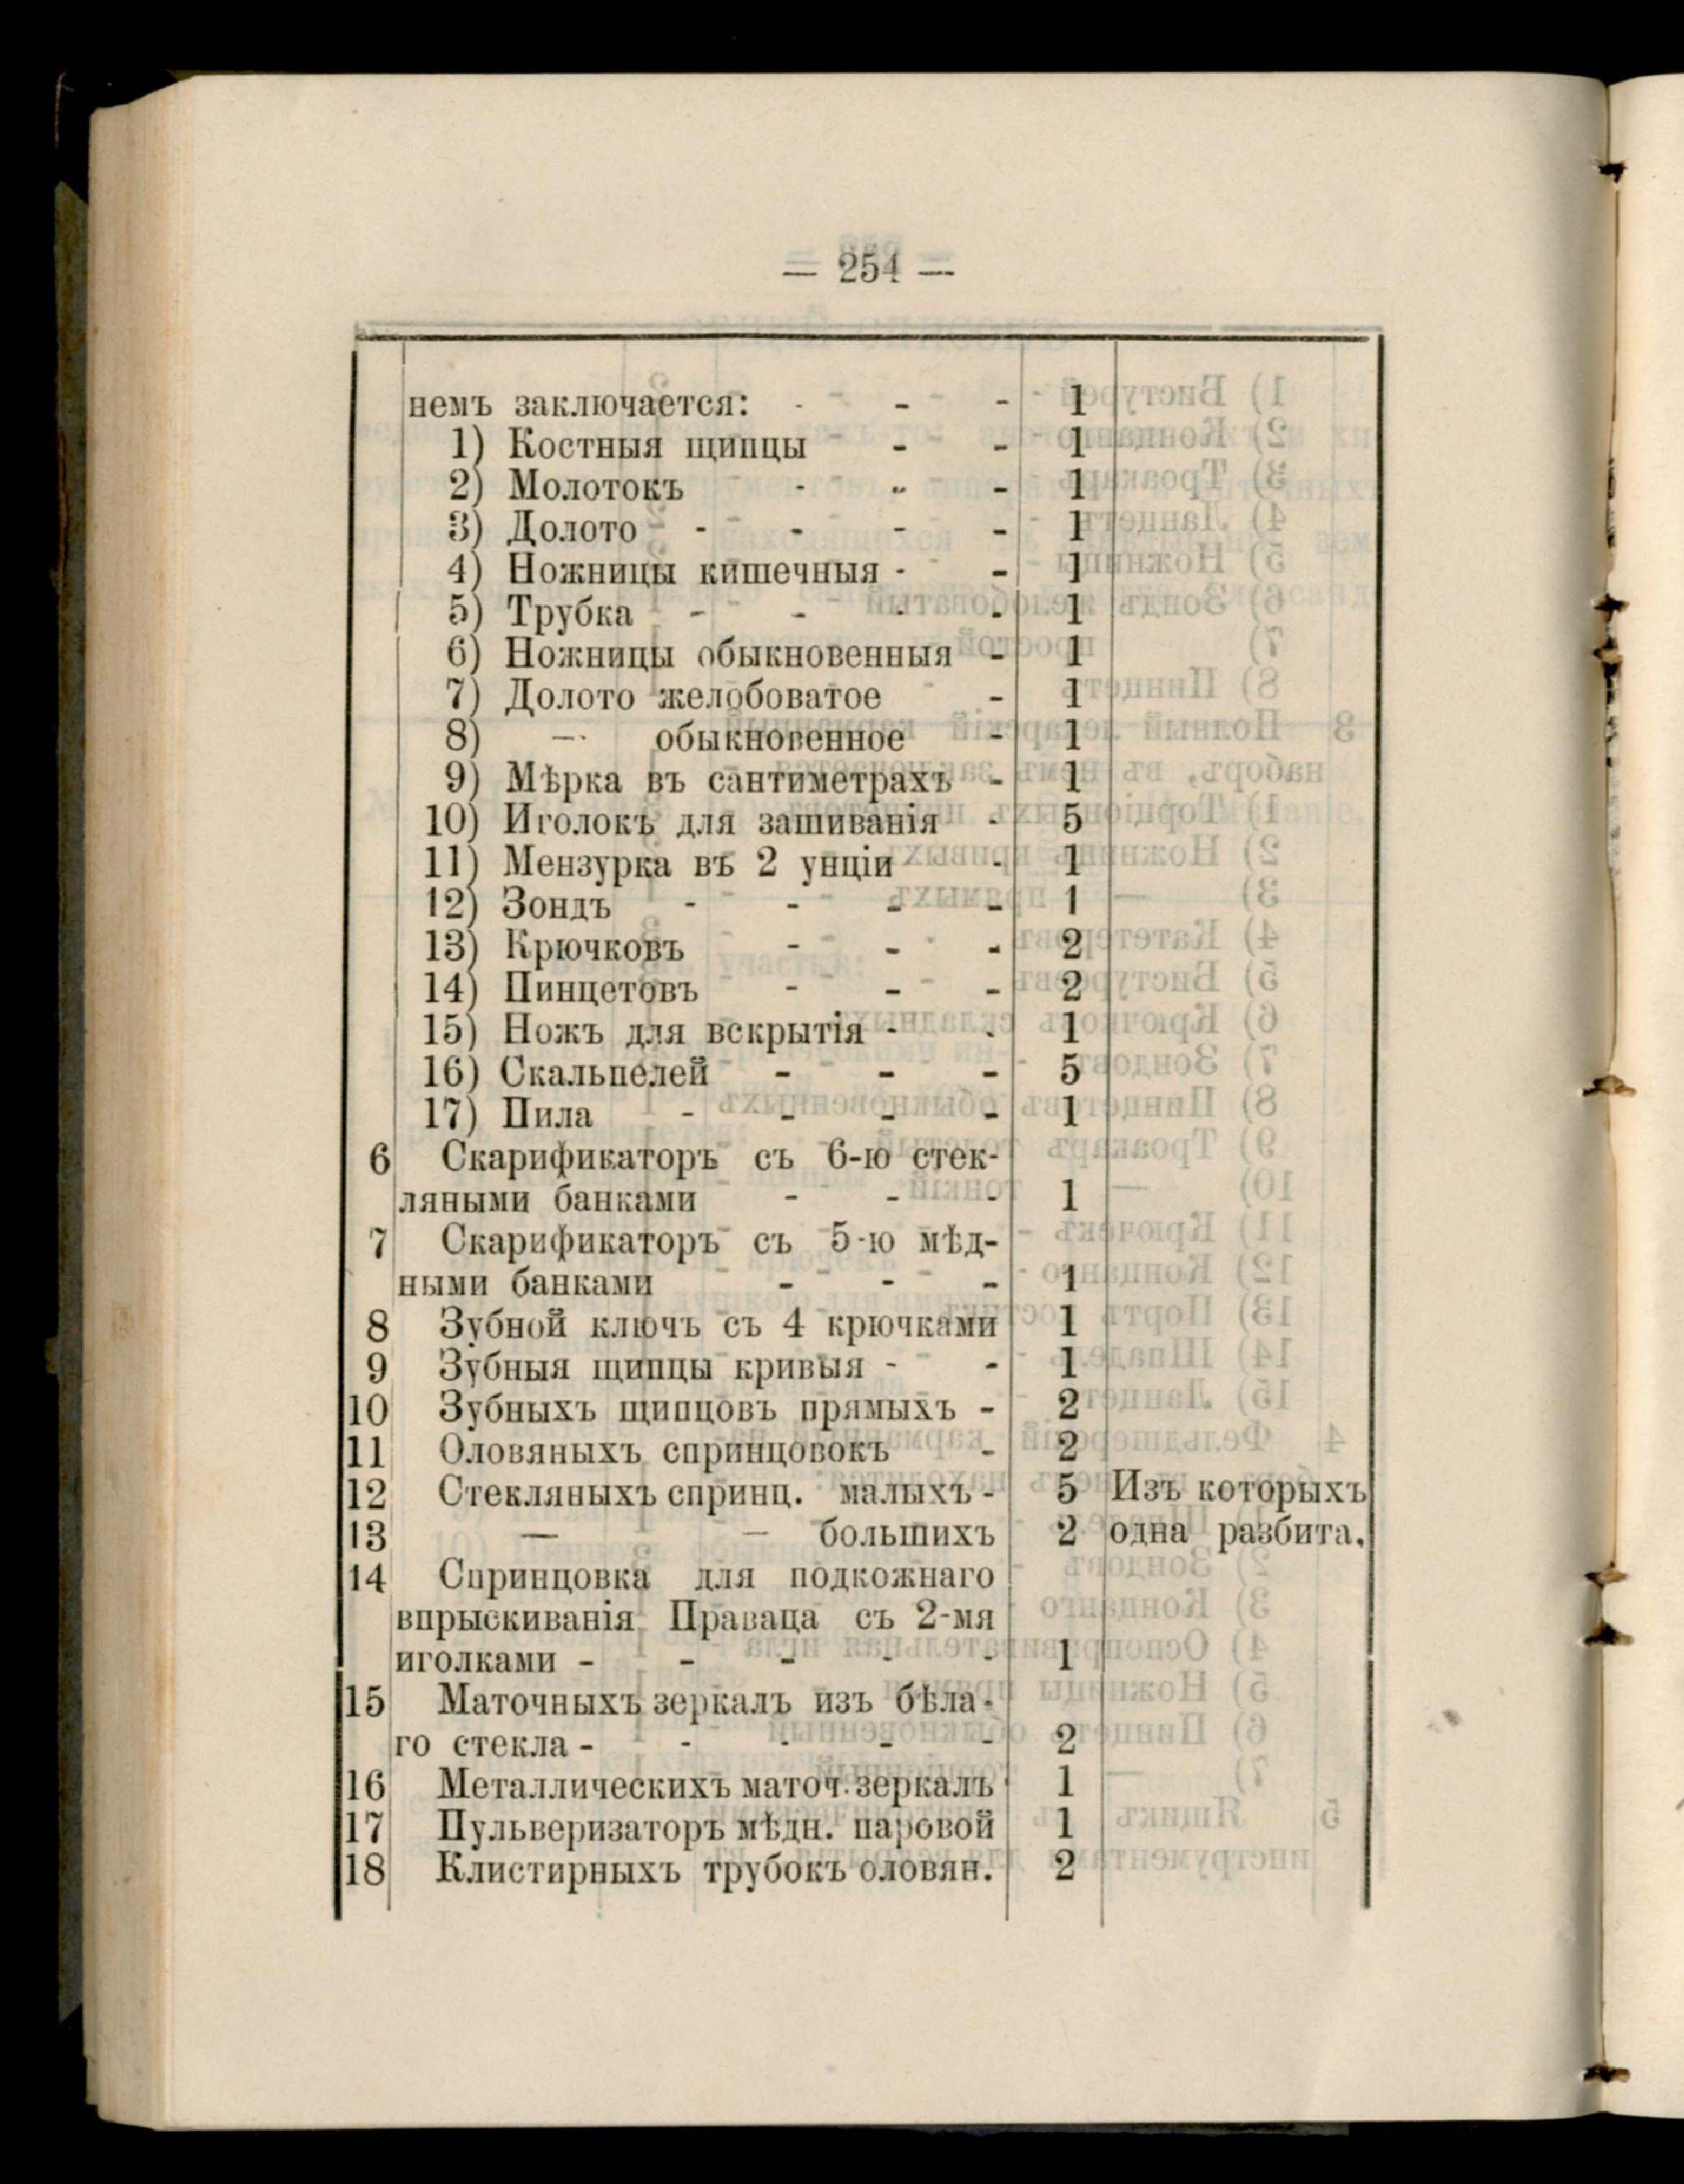 — 254 —
немъ заключается: - - - 1
1) Костныя щипцы - - 1
2) Молотокъ - - - 1
3) Долото - - - - 1
4) Ножницы кишечныя - - 1
5) Трубка - - - - 1
6) Ножницы обыкновенныя - 1
7) Долото желобоватое - 1
8) — обыкновенное - 1
9) Мѣрка въ сантиметрахъ - 1
10) Иголокъ для зашиванія - 5
11) Мензурка въ 2 унціи - 1
12) Зондъ - - - - 1
13) Крючковъ - - - 2
14) Пинцетовъ - - - 2
15) Ножъ для вскрытія - - 1
16) Скальпелей - - - 5
17) Пила - - - - 1
6 Скарификаторъ съ 6-ю стек-
ляными банками - - - 1
7 Скарификаторъ съ 5-ю мѣд-
ными банками - - - 1
8 Зубной ключъ съ 4 крючками 1
9 Зубныя щипцы кривыя - - 1
10 Зубныхъ щипцовъ прямыхъ - 2
11 Оловяныхъ спринцовокъ - 2
12 Стекляныхъ спринц. малыхъ - 5 Изъ которыхъ
13 — — большихъ 2 одна разбита.
14 Спринцовка для подкожнаго
впрыскиванія Праваца съ 2-мя
иголками - - - - - 1
15 Маточныхъ зеркалъ изъ бѣла-
го стекла - - - - - 2
16 Металлическихъ маточ. зеркалъ 1
17 Пульверизаторъ мѣдн. паровой 1
18 Клистирныхъ трубокъ оловян. 2